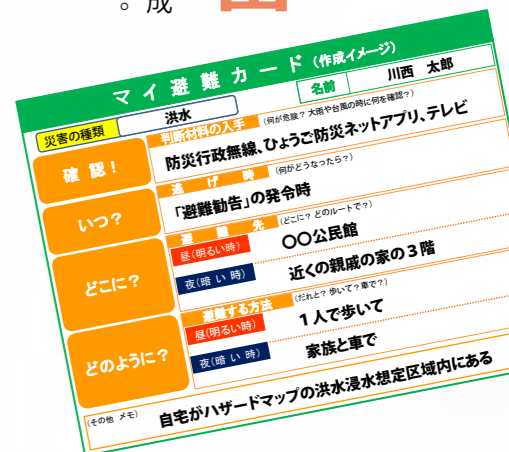 。成
マイ避難カード（作成イメージ）
災害の種類 洪水 名前 川西 太郎
確認！
判断材料の入手 （何が危険？ 大雨や台風の時に何を確認？）
防災行政無線、ひょうご防災ネットアプリ、テレビ
いつ？
逃げ時 （何がどうなったら？）
「避難勧告」の発令時
どこに？
避難先 （どこに？ どのルートで？）
昼（明るい時） 〇〇公民館
夜（暗い時） 近くの親戚の家の３階
どのように？
避難する方法 （だれと？ 歩いて？車で？）
昼（明るい時） １人で歩いて
夜（暗い時） 家族と車で
（その他 メモ） 自宅がハザードマップの洪水浸水想定区域内にある